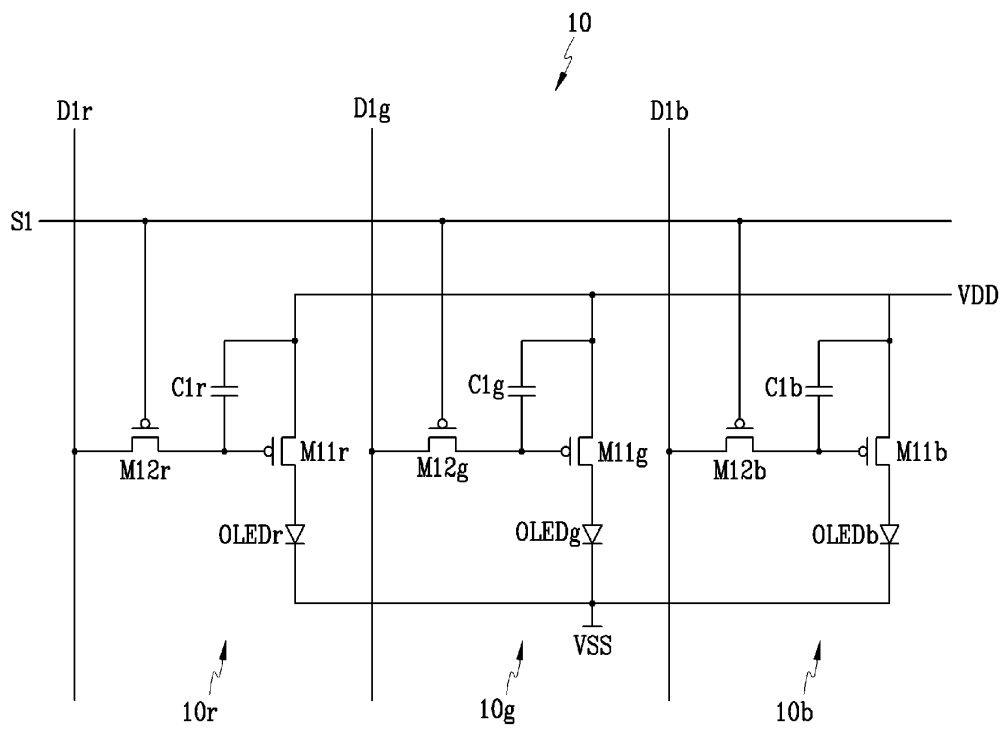 10
D1r
D1g
D1b
S1
VDD
C1r
C1g
C1b
M11r
M11g
M11b
M12r
M12g
M12b
OLEDr
OLEDg
OLEDb
VSS
10r
10g
10b